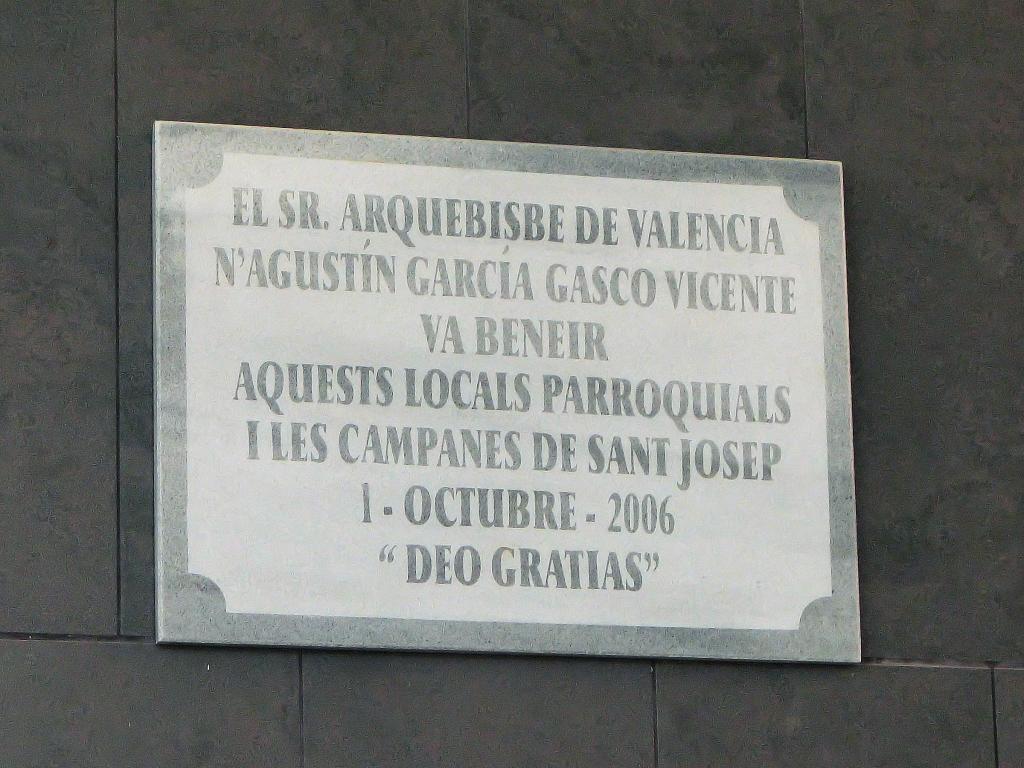 EL SR. ARQUEBISBE DE VALENCIA
N'AGUSTÍN GARCÍA GASCO VICENTE
VA BENEIR
AQUESTS LOCALS PARROQUIALS
I LES CAMPANES DE SANT JOSEP
1 - OCTUBRE - 2006
“ DEO GRATIAS”